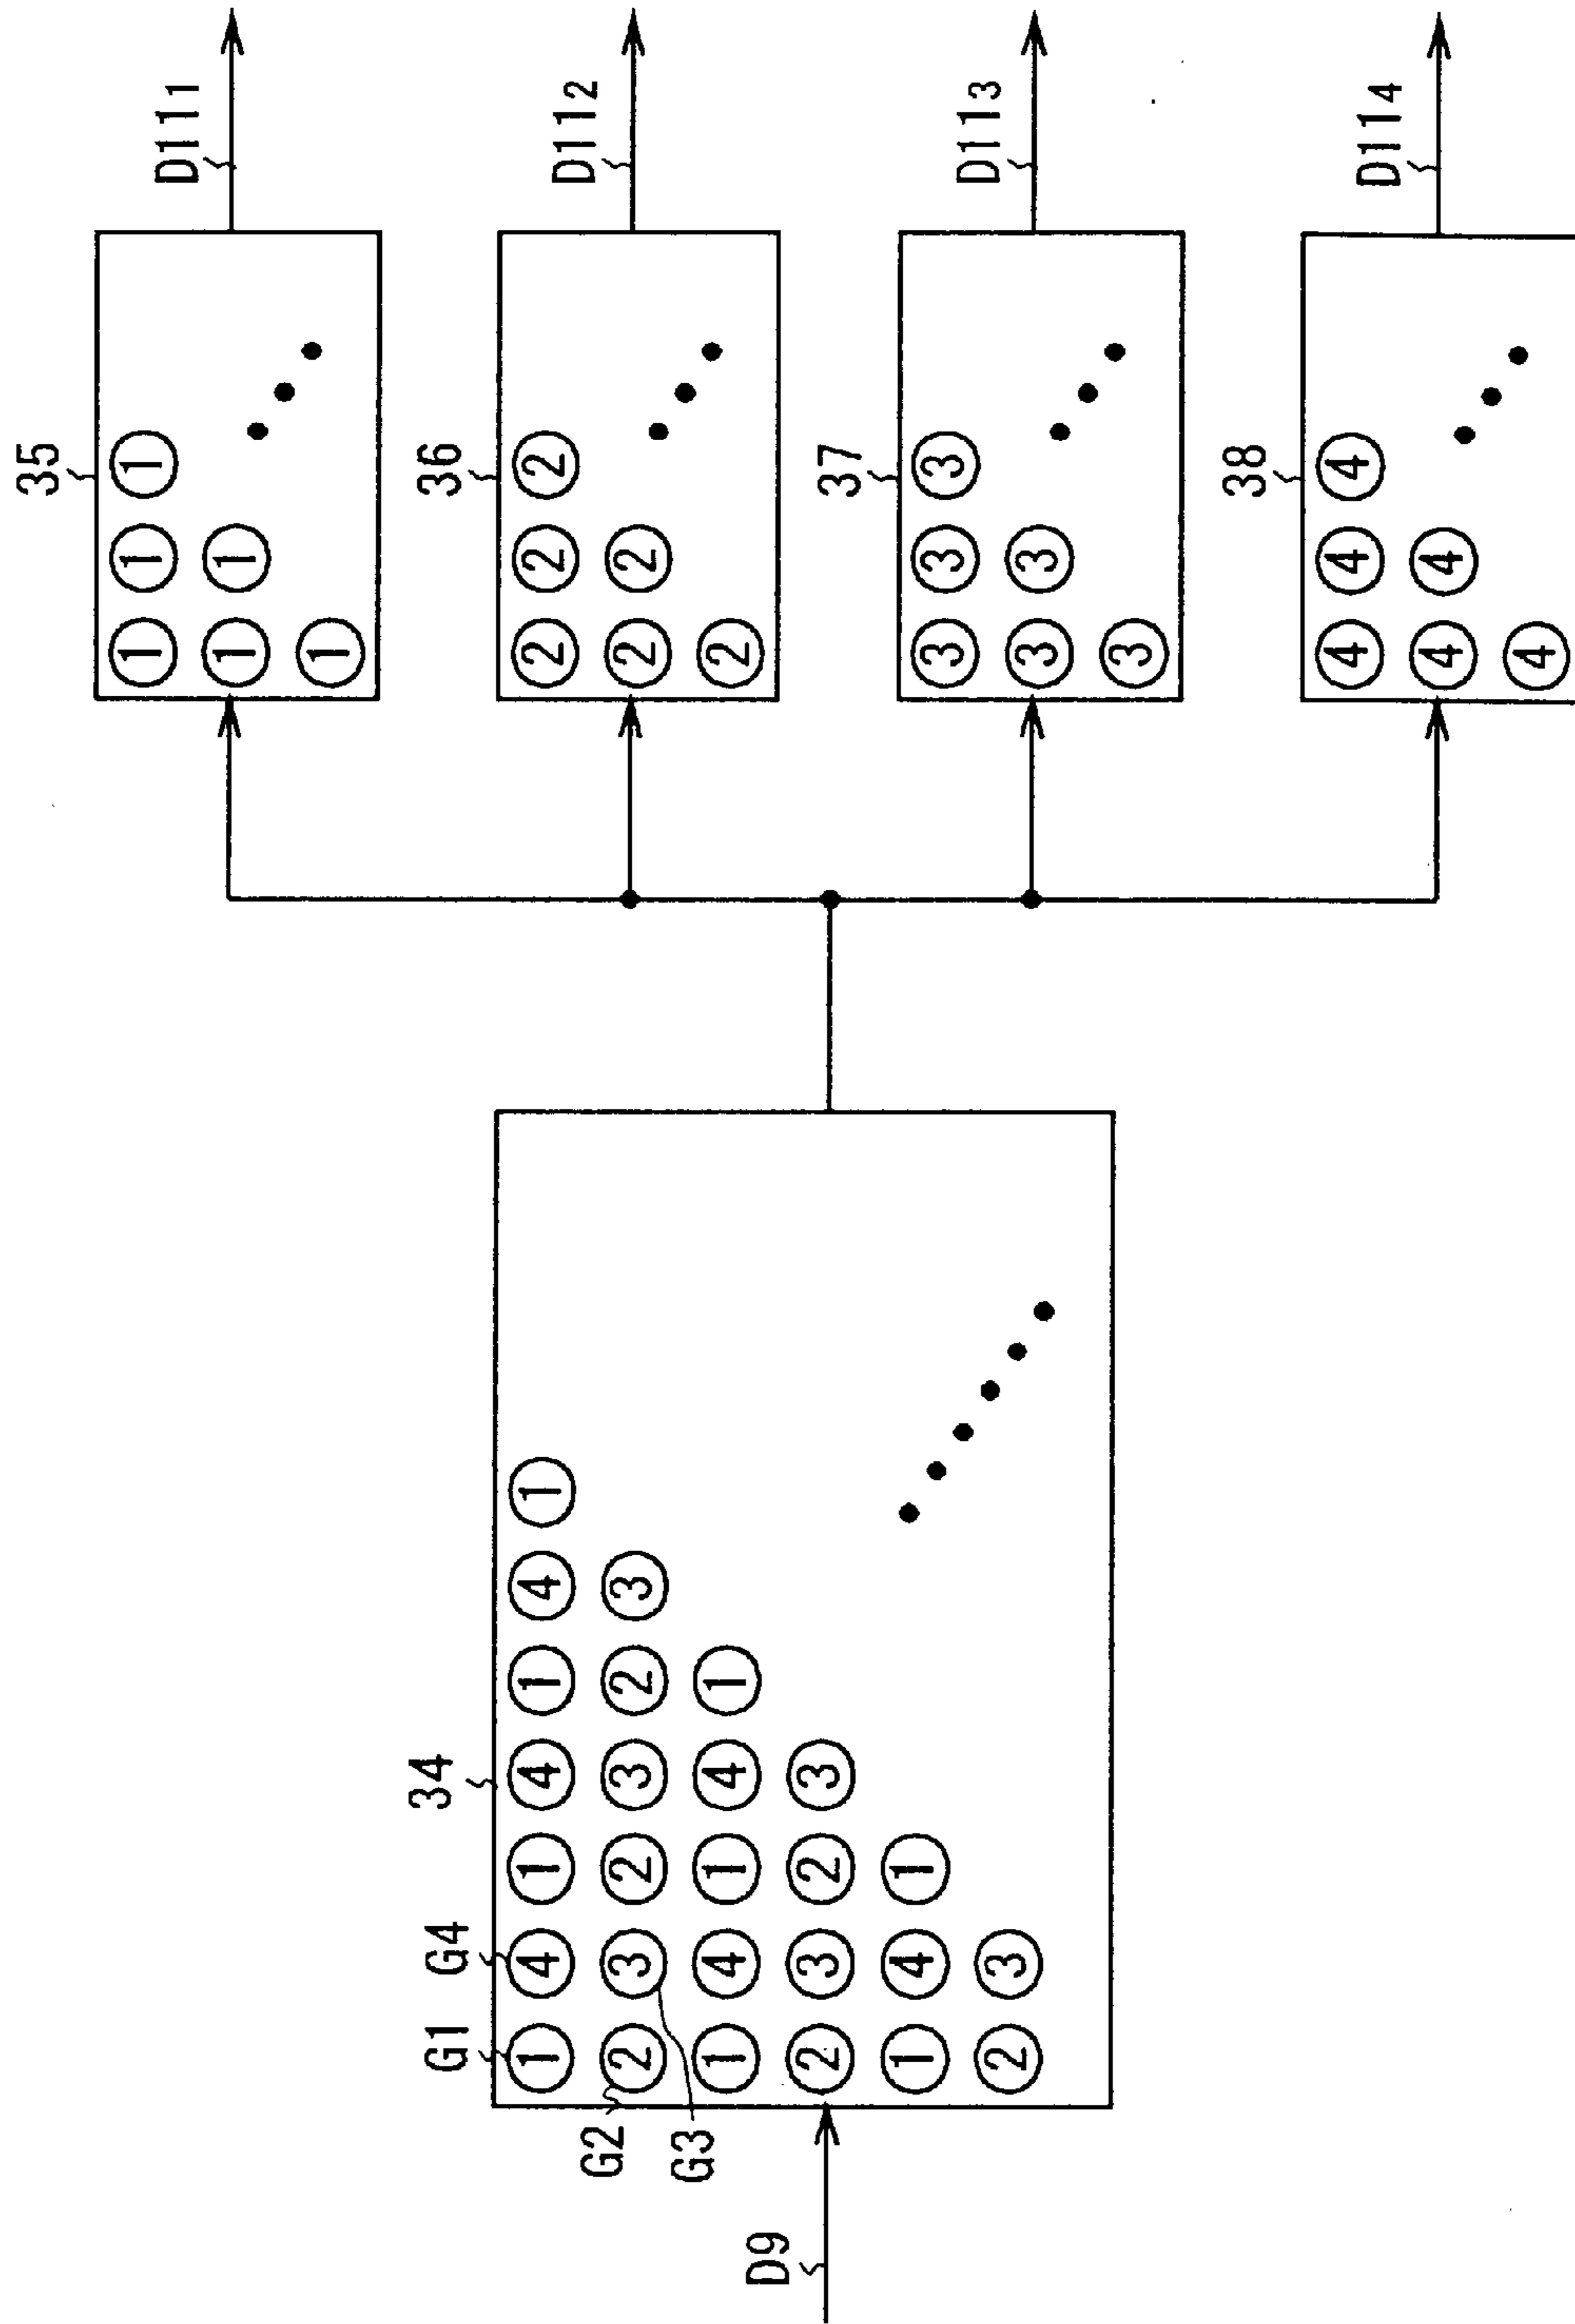 35
D11₁
① ① ①
① ①
①
36
D11₂
② ② ②
② ②
②
37
D11₃
③ ③ ③
③ ③
③
38
D11₄
④ ④ ④
④ ④
④
34
G1 G4
① ④ ① ④ ① ④ ①
G2
② ③ ② ③ ② ③
G3
① ④ ① ④ ①
D9
② ③ ② ③
① ④ ①
② ③